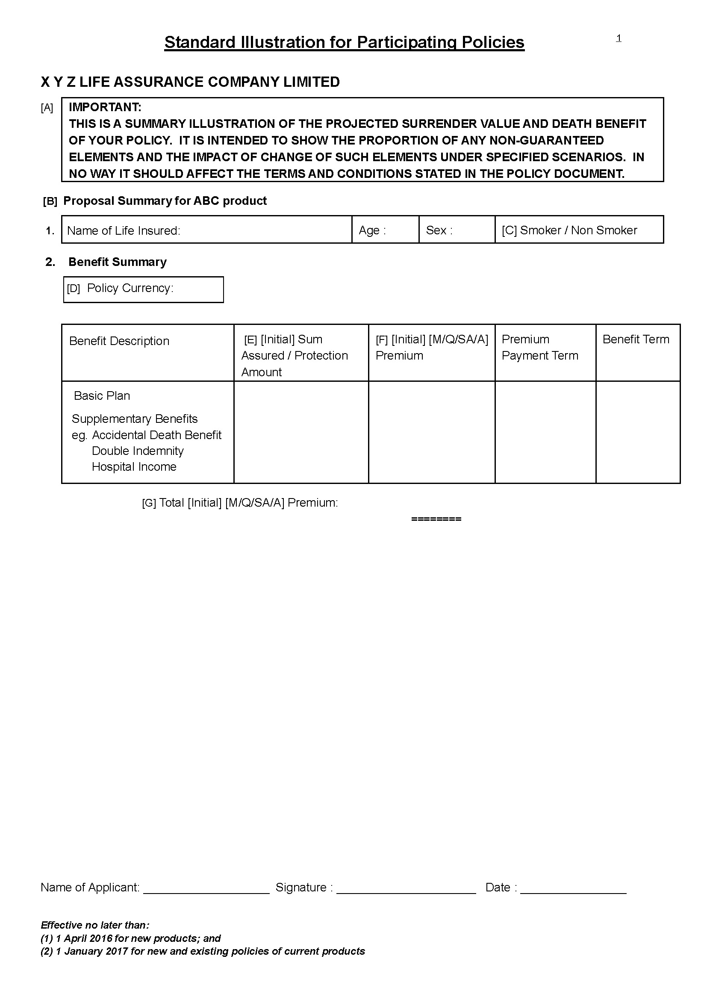 Standard Illustration for Participating Policies
1
X Y Z LIFE ASSURANCE COMPANY LIMITED
[A]
IMPORTANT:
THIS IS A SUMMARY ILLUSTRATION OF THE PROJECTED SURRENDER VALUE AND DEATH BENEFIT
OF YOUR POLICY.  IT IS INTENDED TO SHOW THE PROPORTION OF ANY NON-GUARANTEED
ELEMENTS AND THE IMPACT OF CHANGE OF SUCH ELEMENTS UNDER SPECIFIED SCENARIOS.  IN
NO WAY IT SHOULD AFFECT THE TERMS AND CONDITIONS STATED IN THE POLICY DOCUMENT.
[B] Proposal Summary for ABC product
1. Name of Life Insured: Age : Sex : [C] Smoker / Non Smoker
2. Benefit Summary
[D] Policy Currency:
Benefit Description
[E] [Initial] Sum
Assured / Protection
Amount
[F] [Initial] [M/Q/SA/A]
Premium
Premium
Payment Term
Benefit Term
Basic Plan
Supplementary Benefits
eg. Accidental Death Benefit
Double Indemnity
Hospital Income
[G] Total [Initial] [M/Q/SA/A] Premium:
========
Name of Applicant: ____________________ Signature : ______________________ Date : _________________
Effective no later than:
(1) 1 April 2016 for new products; and
(2) 1 January 2017 for new and existing policies of current products